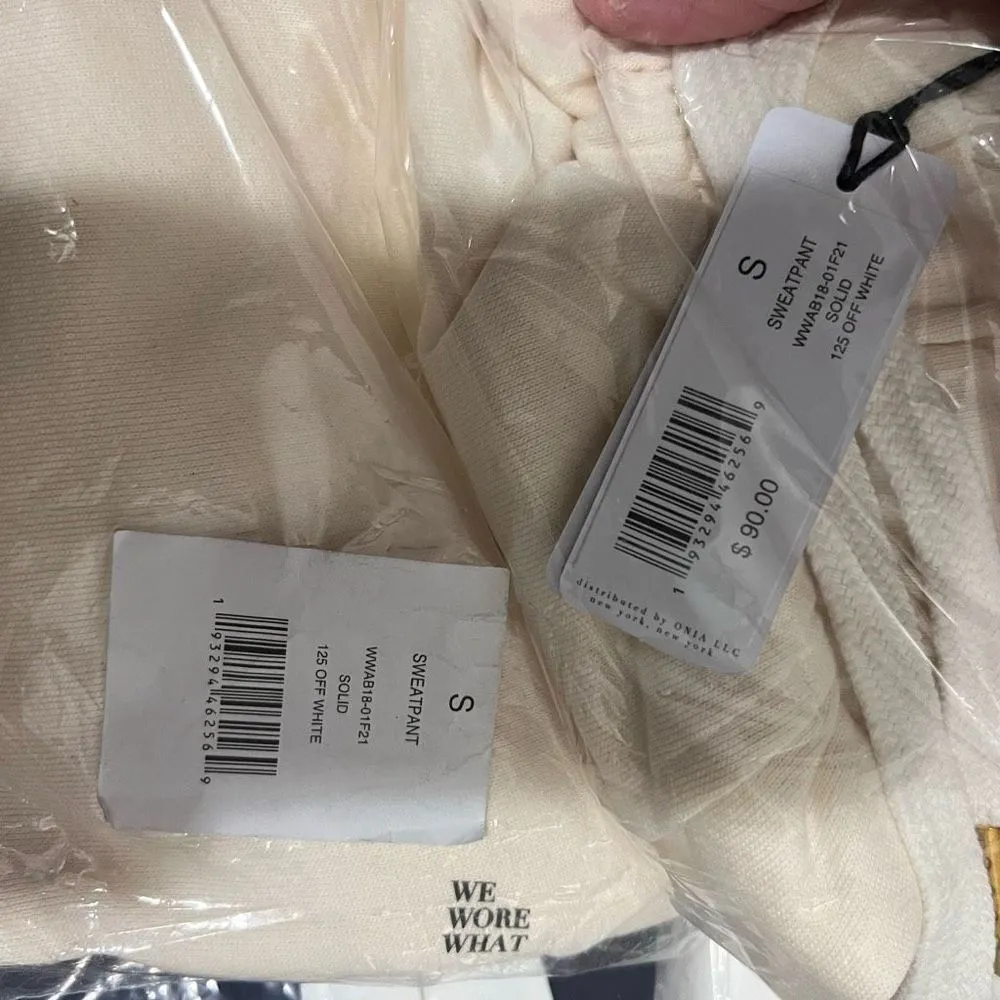 S
SWEATPANT
WWAB18-01F21
SOLID
125 OFF WHITE
1 93294 46256 9
$ 90.00
distributed by ONIA LLC
new york, new york
S
SWEATPANT
WWAB18-01F21
SOLID
125 OFF WHITE
1 93294 46256 9
WE
WORE
WHAT